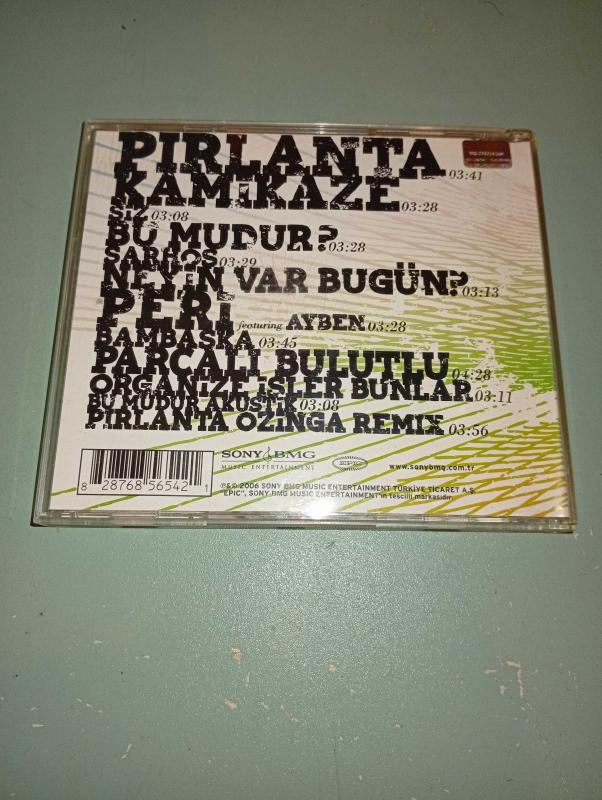 PIRLANTA 03:41
KAMİKAZE 03:28
SİZ 03:08
BU MUDUR? 03:28
SARHOŞ 03:29
NEYİN VAR BUGÜN? 03:13
PERİ featuring AYBEN 03:28
BAMBAŞKA 03:45
PARÇALI BULUTLU 04:28
ORGANİZE İŞLER BUNLAR 03:11
BU MUDUR AKUSTİK 03:08
PIRLANTA OZINGA REMIX 03:56
SONY BMG
MUSIC ENTERTAINMENT
EPIC
www.sonybmg.com.tr
8 28768 56542 1
℗&© 2006 SONY BMG MUSIC ENTERTAINMENT TÜRKİYE TİCARET A.Ş.
"EPIC", SONY BMG MUSIC ENTERTAINMENT'ın tescilli markasıdır.